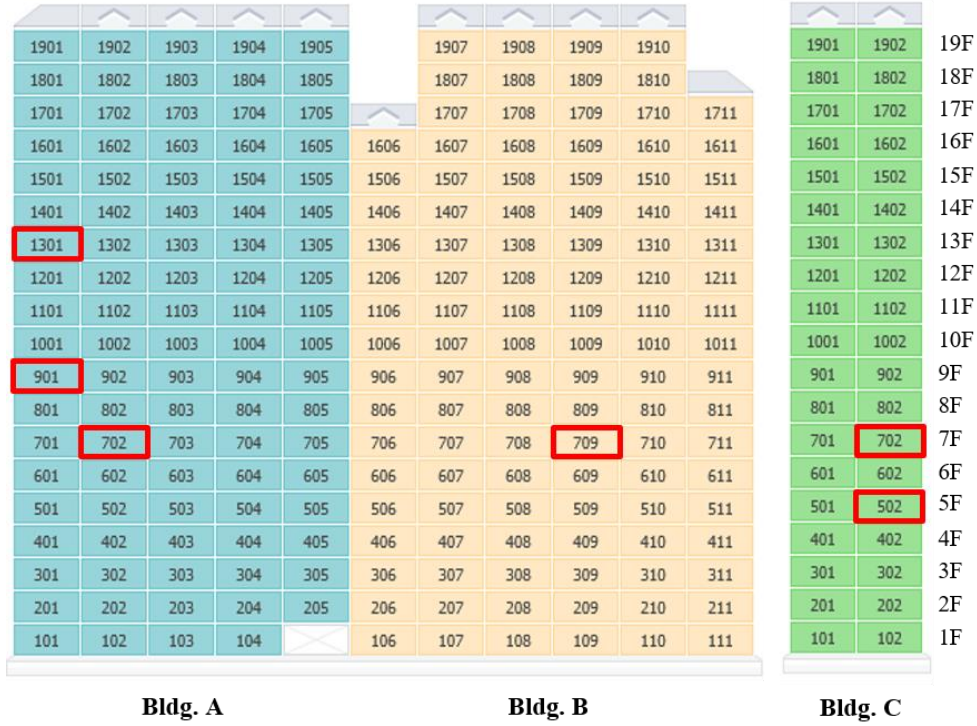 1901 1902 1903 1904 1905 1907 1908 1909 1910 1901 1902 19F
1801 1802 1803 1804 1805 1807 1808 1809 1810 1801 1802 18F
1701 1702 1703 1704 1705 1707 1708 1709 1710 1711 1701 1702 17F
1601 1602 1603 1604 1605 1606 1607 1608 1609 1610 1611 1601 1602 16F
1501 1502 1503 1504 1505 1506 1507 1508 1509 1510 1511 1501 1502 15F
1401 1402 1403 1404 1405 1406 1407 1408 1409 1410 1411 1401 1402 14F
1301 1302 1303 1304 1305 1306 1307 1308 1309 1310 1311 1301 1302 13F
1201 1202 1203 1204 1205 1206 1207 1208 1209 1210 1211 1201 1202 12F
1101 1102 1103 1104 1105 1106 1107 1108 1109 1110 1111 1101 1102 11F
1001 1002 1003 1004 1005 1006 1007 1008 1009 1010 1011 1001 1002 10F
901 902 903 904 905 906 907 908 909 910 911 901 902 9F
801 802 803 804 805 806 807 808 809 810 811 801 802 8F
701 702 703 704 705 706 707 708 709 710 711 701 702 7F
601 602 603 604 605 606 607 608 609 610 611 601 602 6F
501 502 503 504 505 506 507 508 509 510 511 501 502 5F
401 402 403 404 405 406 407 408 409 410 411 401 402 4F
301 302 303 304 305 306 307 308 309 310 311 301 302 3F
201 202 203 204 205 206 207 208 209 210 211 201 202 2F
101 102 103 104 106 107 108 109 110 111 101 102 1F
Bldg. A Bldg. B Bldg. C